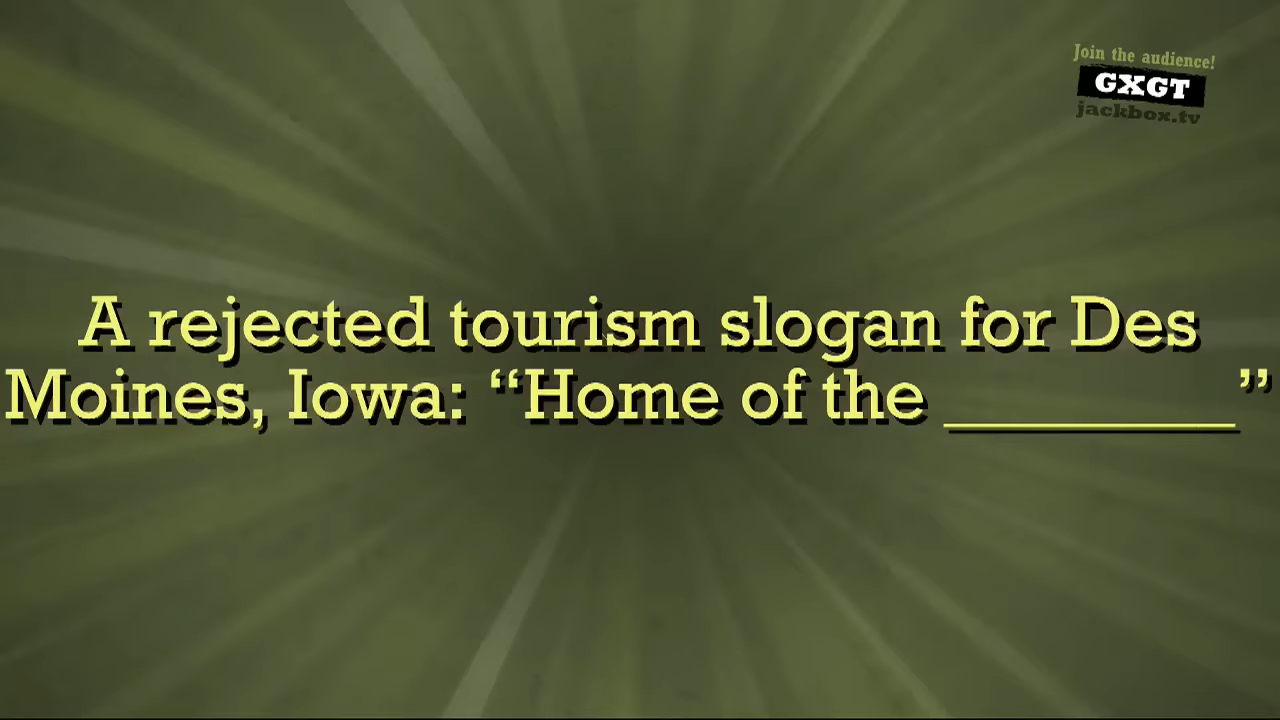 Join the audience!
GXGT
jackbox.tv
A rejected tourism slogan for Des
Moines, Iowa: “Home of the ________”